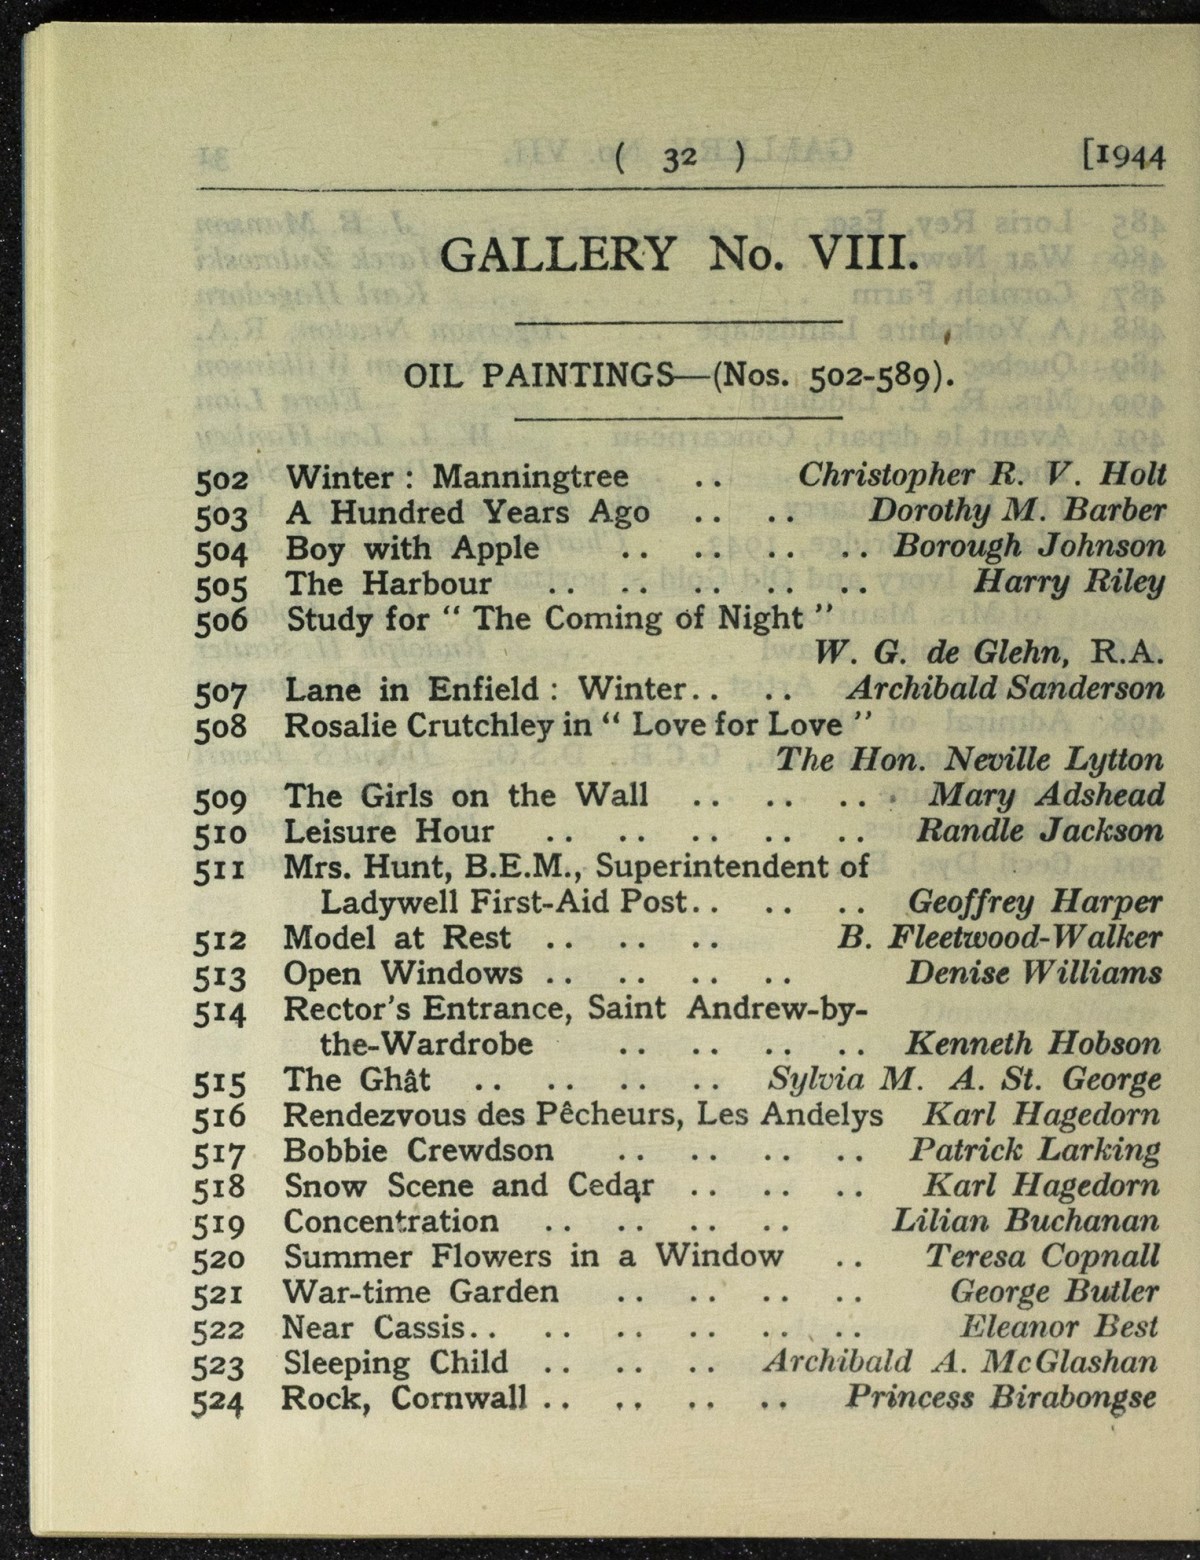 ( 32 ) [1944
GALLERY No. VIII.
OIL PAINTINGS—(Nos. 502-589).
502 Winter : Manningtree .. Christopher R. V. Holt
503 A Hundred Years Ago .. .. Dorothy M. Barber
504 Boy with Apple .. .. .. .. Borough Johnson
505 The Harbour .. .. .. .. .. Harry Riley
506 Study for “ The Coming of Night ”
W. G. de Glehn, R.A.
507 Lane in Enfield : Winter.. .. Archibald Sanderson
508 Rosalie Crutchley in “ Love for Love ”
The Hon. Neville Lytton
509 The Girls on the Wall .. .. .. Mary Adshead
510 Leisure Hour .. .. .. .. .. Randle Jackson
511 Mrs. Hunt, B.E.M., Superintendent of
Ladywell First-Aid Post.. .. .. Geoffrey Harper
512 Model at Rest .. .. .. B. Fleetwood-Walker
513 Open Windows .. .. .. .. Denise Williams
514 Rector's Entrance, Saint Andrew-by-
the-Wardrobe .. .. .. .. Kenneth Hobson
515 The Ghât .. .. .. .. Sylvia M. A. St. George
516 Rendezvous des Pêcheurs, Les Andelys Karl Hagedorn
517 Bobbie Crewdson .. .. .. .. Patrick Larking
518 Snow Scene and Cedar .. .. .. Karl Hagedorn
519 Concentration .. .. .. .. Lilian Buchanan
520 Summer Flowers in a Window .. Teresa Copnall
521 War-time Garden .. .. .. .. George Butler
522 Near Cassis.. .. .. .. .. .. Eleanor Best
523 Sleeping Child .. .. .. Archibald A. McGlashan
524 Rock, Cornwall .. .. .. .. Princess Birabongse